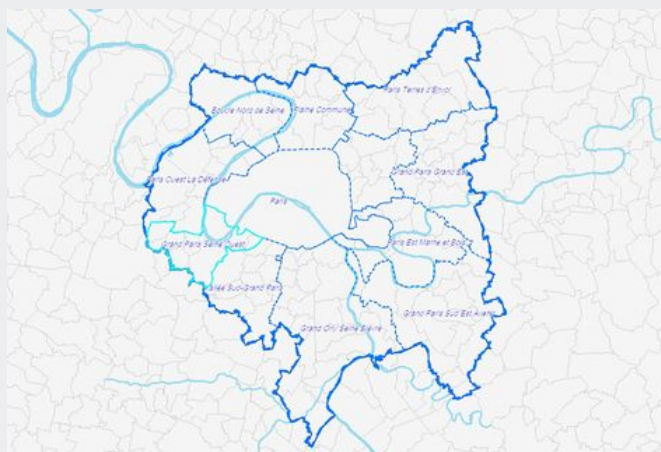 Paris Terres d'Envol
Boucle Nord de Seine
Plaine Commune
Paris Ouest La Défense
Grand Paris Grand Est
Paris
Grand Paris Seine Ouest
Paris Est Marne et Bois
Vallée Sud-Grand Paris
Grand Paris Sud Est Avenir
Grand Orly Seine Bièvre